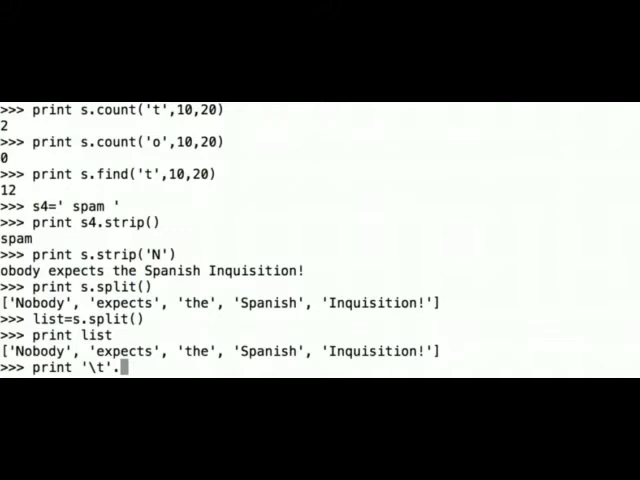 >>> print s.count('t',10,20)
2
>>> print s.count('o',10,20)
0
>>> print s.find('t',10,20)
12
>>> s4=' spam '
>>> print s4.strip()
spam
>>> print s.strip('N')
obody expects the Spanish Inquisition!
>>> print s.split()
['Nobody', 'expects', 'the', 'Spanish', 'Inquisition!']
>>> list=s.split()
>>> print list
['Nobody', 'expects', 'the', 'Spanish', 'Inquisition!']
>>> print '\t'.